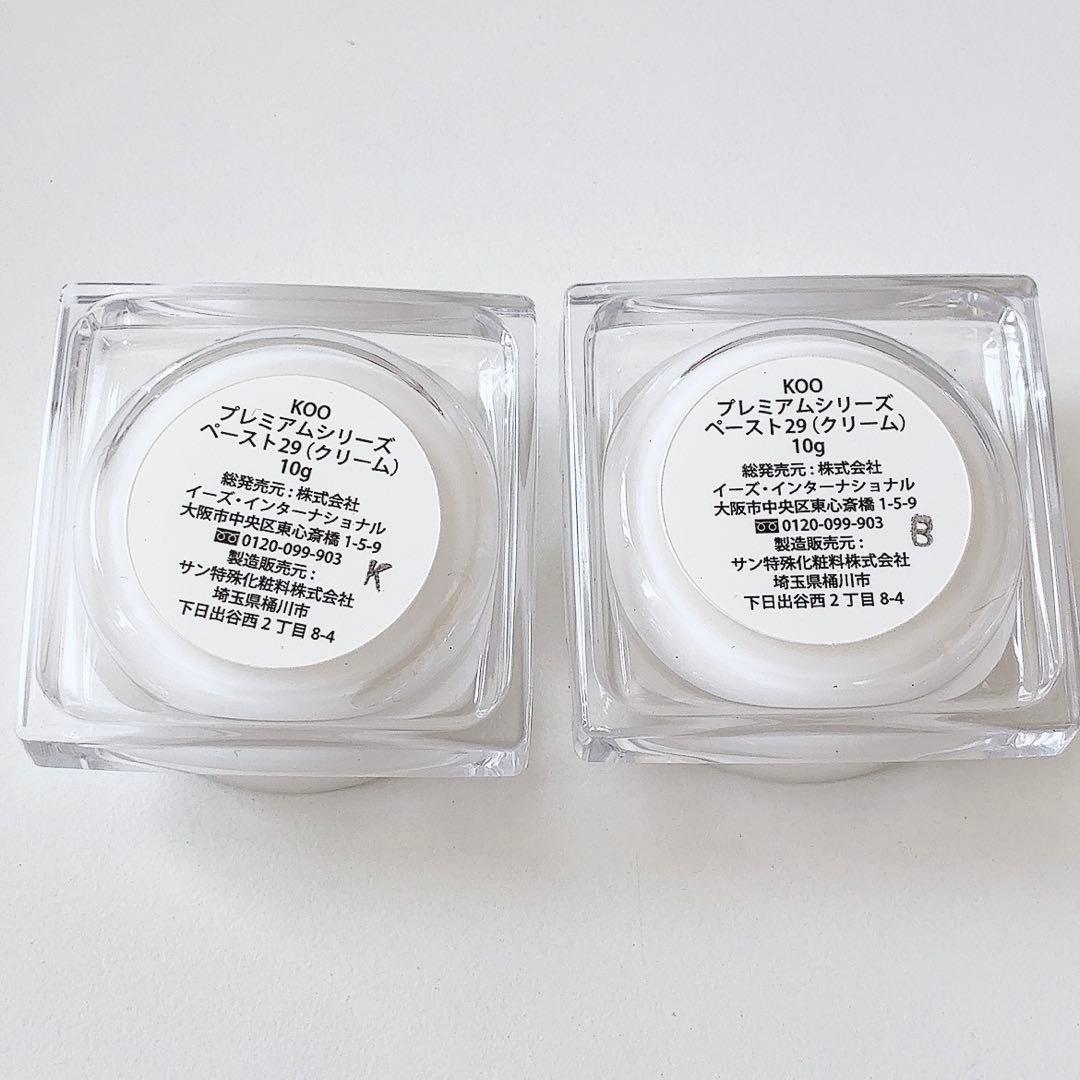 KOO
プレミアムシリーズ
ペースト29（クリーム）
10g
総発売元：株式会社
イーズ・インターナショナル
大阪市中央区東心斎橋 1-5-9
0120-099-903
製造販売元：
サン特殊化粧料株式会社
埼玉県桶川市
下日出谷西 2 丁目 8-4
K
KOO
プレミアムシリーズ
ペースト29（クリーム）
10g
総発売元：株式会社
イーズ・インターナショナル
大阪市中央区東心斎橋 1-5-9
0120-099-903
製造販売元：
サン特殊化粧料株式会社
埼玉県桶川市
下日出谷西 2 丁目 8-4
B